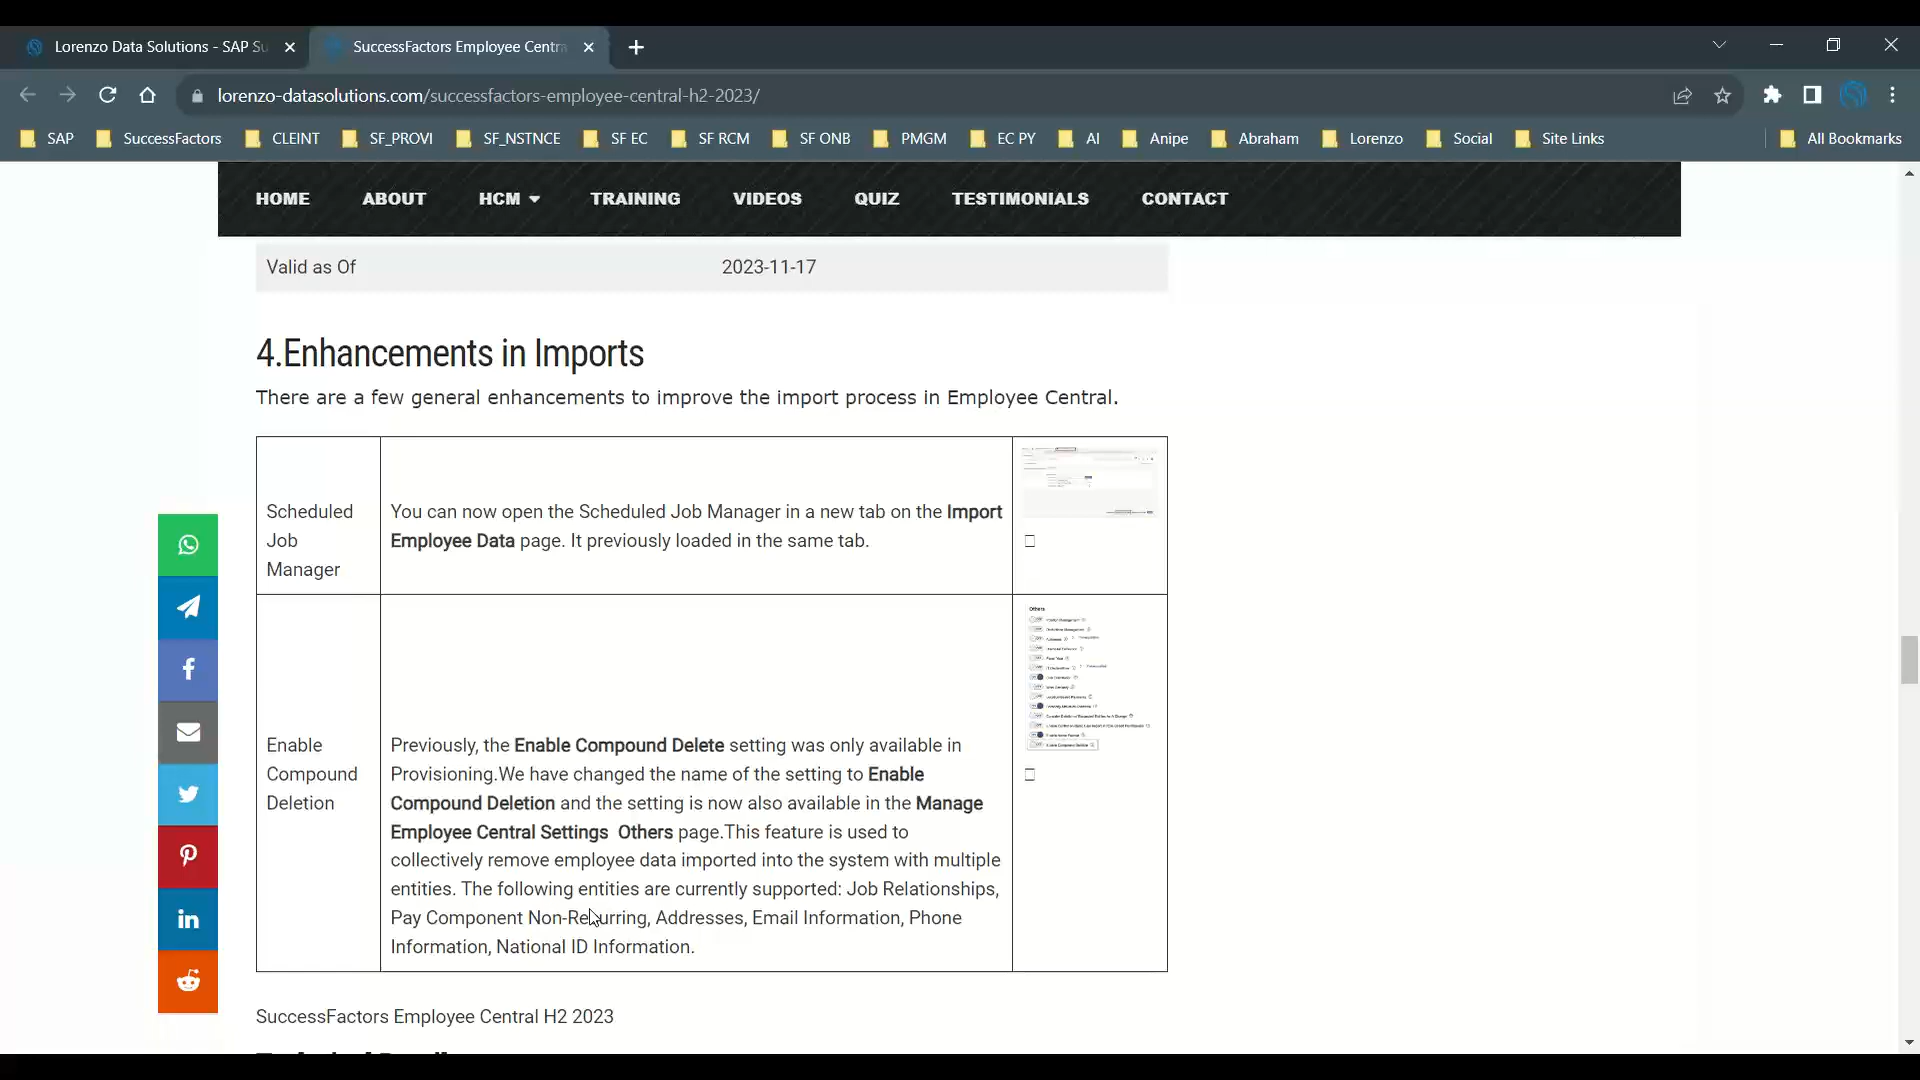 Lorenzo Data Solutions - SAP Su
SuccessFactors Employee Centra
lorenzo-datasolutions.com/successfactors-employee-central-h2-2023/
SAP SuccessFactors CLEINT SF_PROVI SF_NSTNCE SF EC SF RCM SF ONB PMGM EC PY AI Anipe Abraham Lorenzo Social Site Links All Bookmarks
HOME ABOUT HCM TRAINING VIDEOS QUIZ TESTIMONIALS CONTACT
Valid as Of 2023-11-17
4.Enhancements in Imports
There are a few general enhancements to improve the import process in Employee Central.
Scheduled
Job
Manager
You can now open the Scheduled Job Manager in a new tab on the Import
Employee Data page. It previously loaded in the same tab.
Enable
Compound
Deletion
Previously, the Enable Compound Delete setting was only available in
Provisioning.We have changed the name of the setting to Enable
Compound Deletion and the setting is now also available in the Manage
Employee Central Settings Others page.This feature is used to
collectively remove employee data imported into the system with multiple
entities. The following entities are currently supported: Job Relationships,
Pay Component Non-Recurring, Addresses, Email Information, Phone
Information, National ID Information.
Others
SuccessFactors Employee Central H2 2023